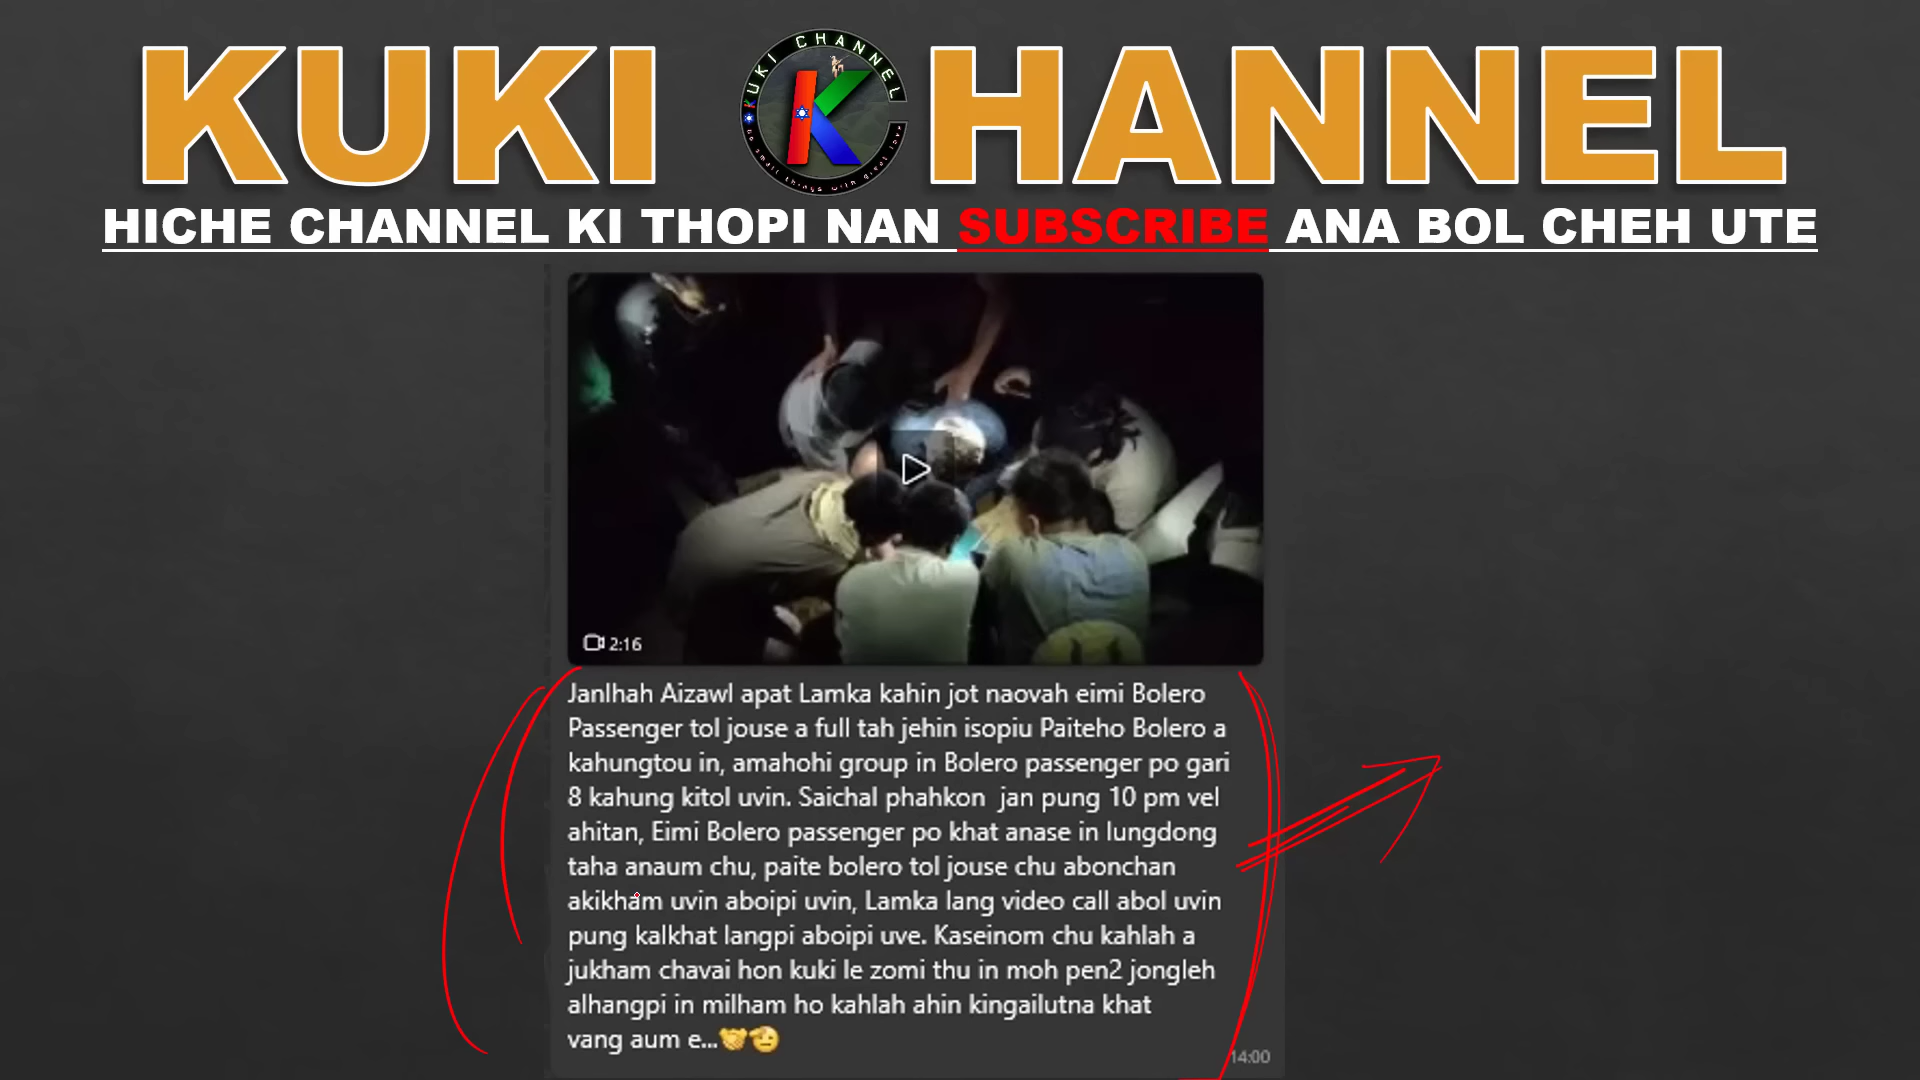 KUKI CHANNEL
KUKI CHANNEL
HICHE CHANNEL KI THOPI NAN SUBSCRIBE ANA BOL CHEH UTE
2:16
Janlhah Aizawl apat Lamka kahin jot naovah eimi Bolero
Passenger tol jouse a full tah jehin isopiu Paiteho Bolero a
kahungtou in, amahohi group in Bolero passenger po gari
8 kahung kitol uvin. Saichal phahkon jan pung 10 pm vel
ahitan, Eimi Bolero passenger po khat anase in lungdong
taha anaum chu, paite bolero tol jouse chu abonchan
akikham uvin aboipi uvin, Lamka lang video call abol uvin
pung kalkhat langpi aboipi uve. Kaseinom chu kahlah a
jukham chavai hon kuki le zomi thu in moh pen2 jongleh
alhangpi in milham ho kahlah ahin kingailutna khat
vang aum e...🤝🫡
14:00